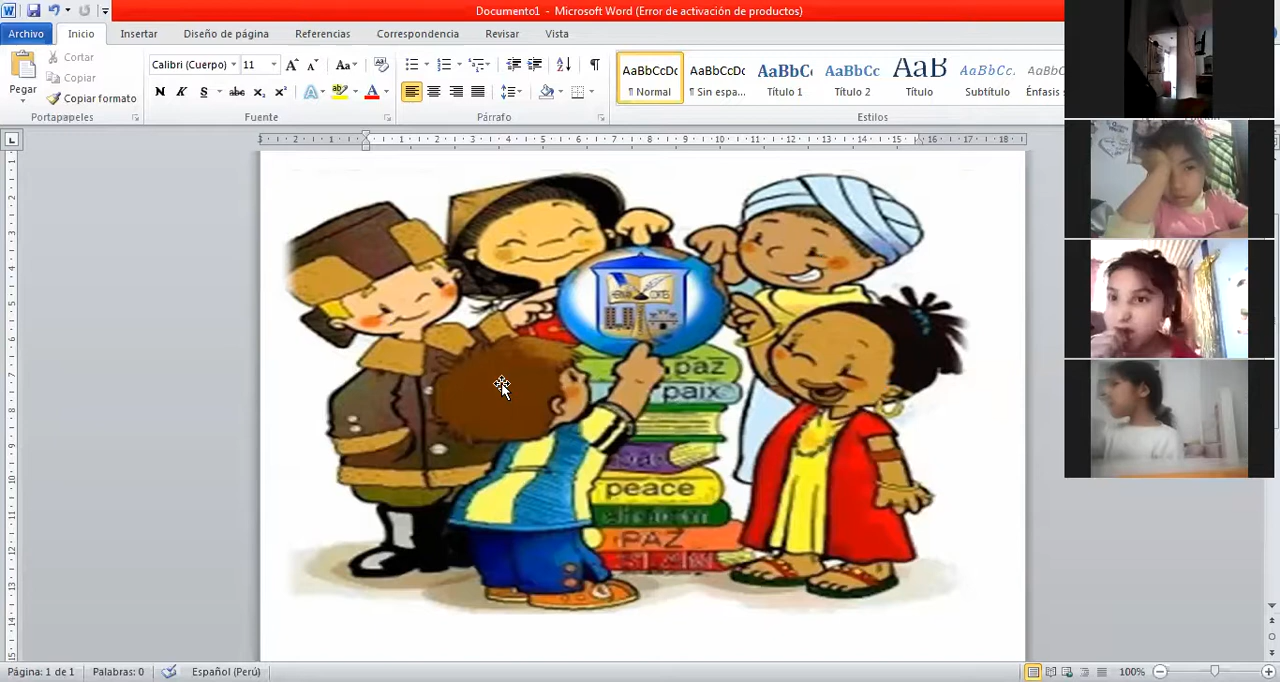 Documento1 - Microsoft Word (Error de activación de productos)
Archivo Inicio Insertar Diseño de página Referencias Correspondencia Revisar Vista
Pegar
Cortar
Copiar
Copiar formato
Portapapeles
Calibri (Cuerpo) 11
Fuente
Párrafo
AaBbCcDc AaBbCcDc AaBbC AaBbCc AaB AaBbCcL AaBbC
¶ Normal ¶ Sin espa... Título 1 Título 2 Título Subtítulo Énfasis
Estilos
paz
paix
peace
PAZ
Página: 1 de 1 Palabras: 0 Español (Perú) 100%